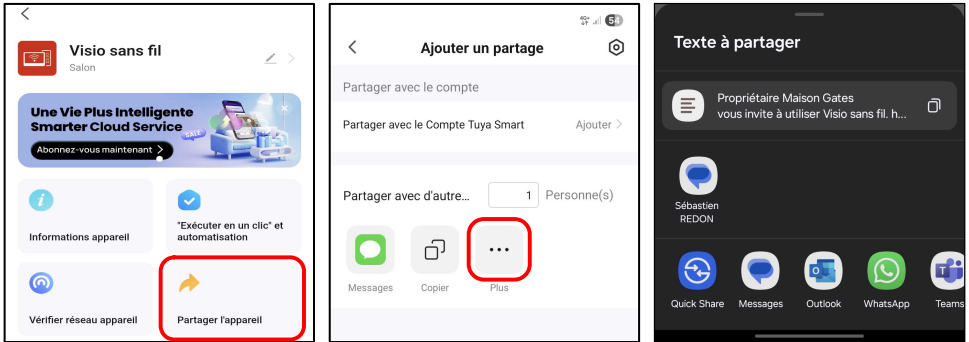 Visio sans fil
Salon
Une Vie Plus Intelligente
Smarter Cloud Service
SALE
Abonnez-vous maintenant >
Informations appareil
"Exécuter en un clic" et
automatisation
Vérifier réseau appareil
Partager l'appareil
54
Ajouter un partage
Partager avec le compte
Partager avec le Compte Tuya Smart
Ajouter >
Partager avec d'autre...
1
Personne(s)
Messages
Copier
Plus
Texte à partager
Propriétaire Maison Gates
vous invite à utiliser Visio sans fil. h...
Sébastien
REDON
Quick Share
Messages
Outlook
WhatsApp
Teams